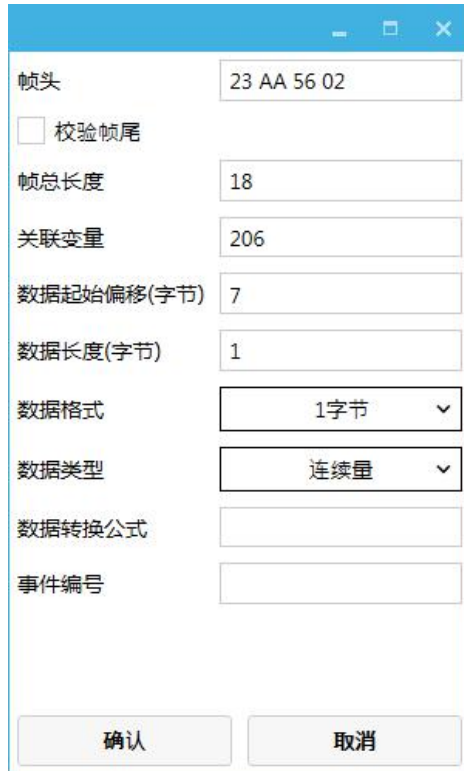 帧头 23 AA 56 02
校验帧尾
帧总长度 18
关联变量 206
数据起始偏移(字节) 7
数据长度(字节) 1
数据格式 1字节
数据类型 连续量
数据转换公式
事件编号
确认 取消